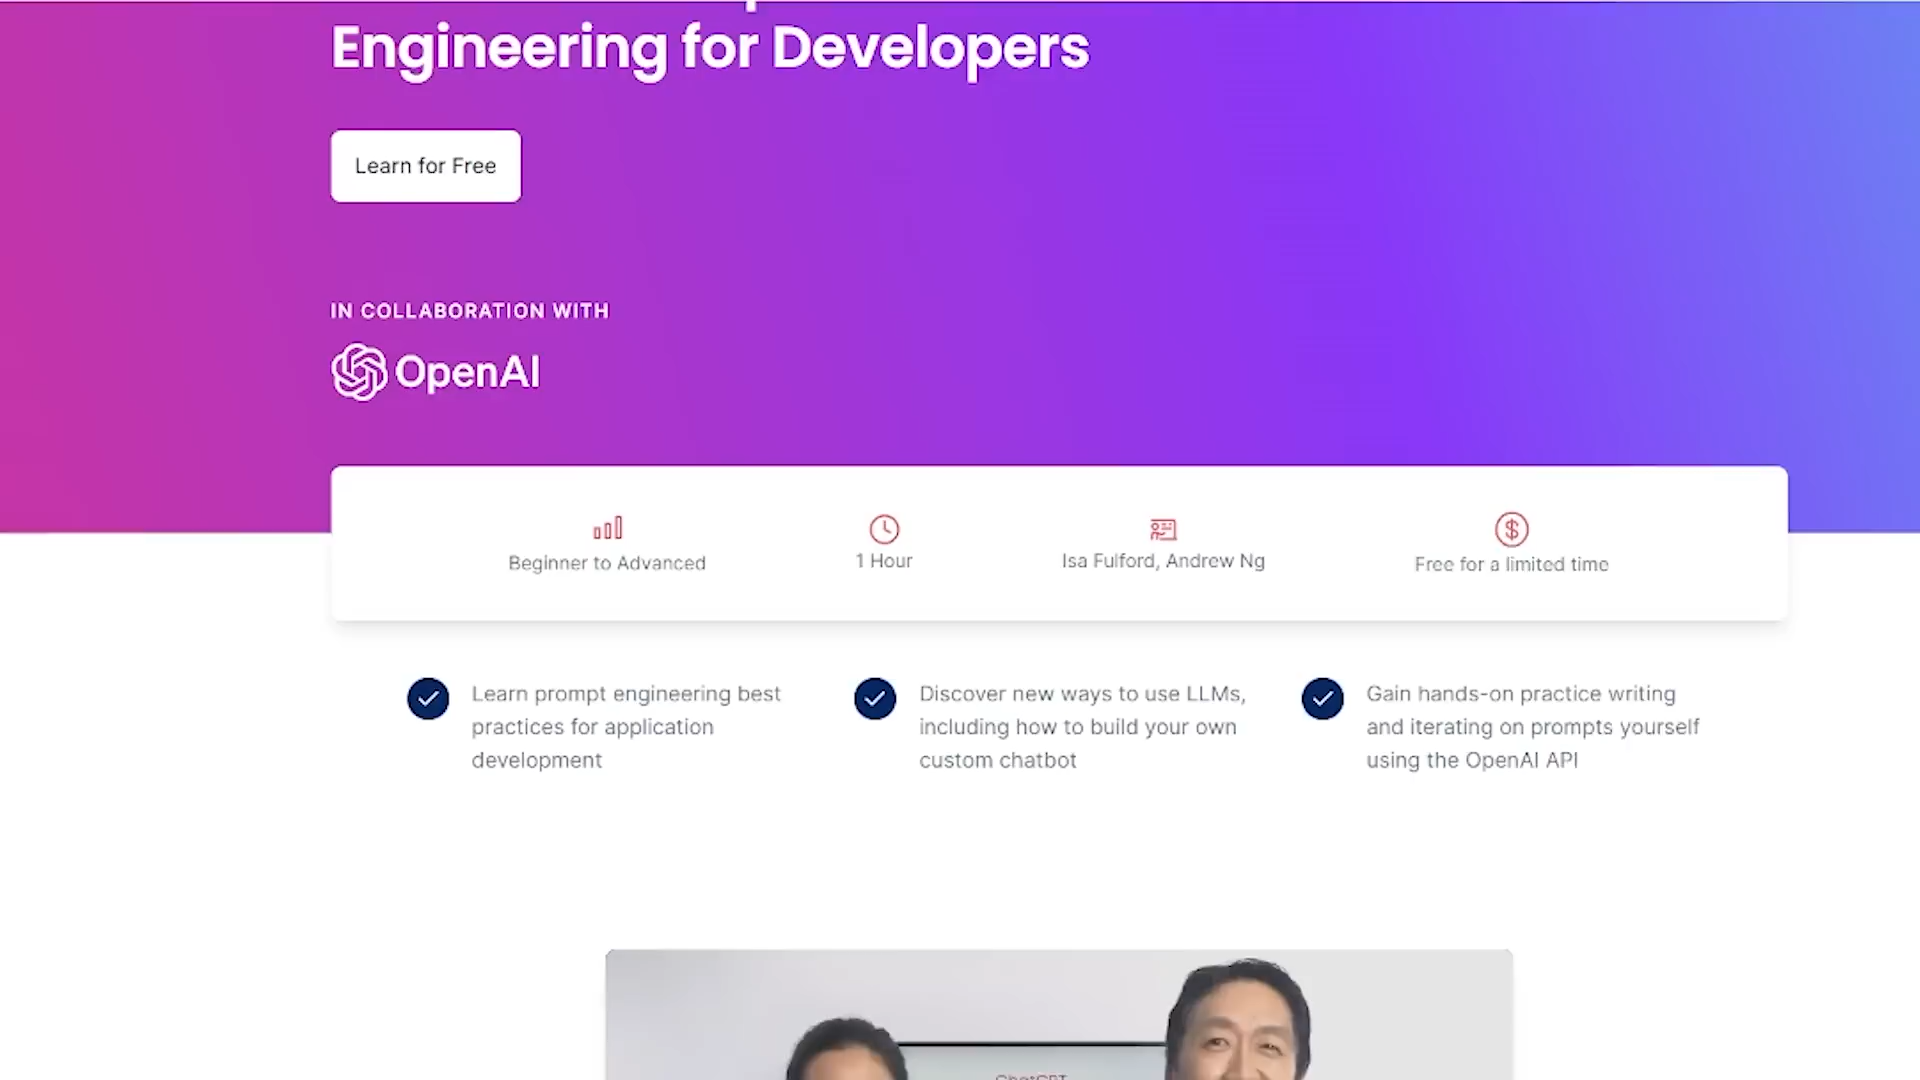 Engineering for Developers
Learn for Free
IN COLLABORATION WITH
OpenAI
Beginner to Advanced
1 Hour
Isa Fulford, Andrew Ng
Free for a limited time
Learn prompt engineering best
practices for application
development
Discover new ways to use LLMs,
including how to build your own
custom chatbot
Gain hands-on practice writing
and iterating on prompts yourself
using the OpenAI API